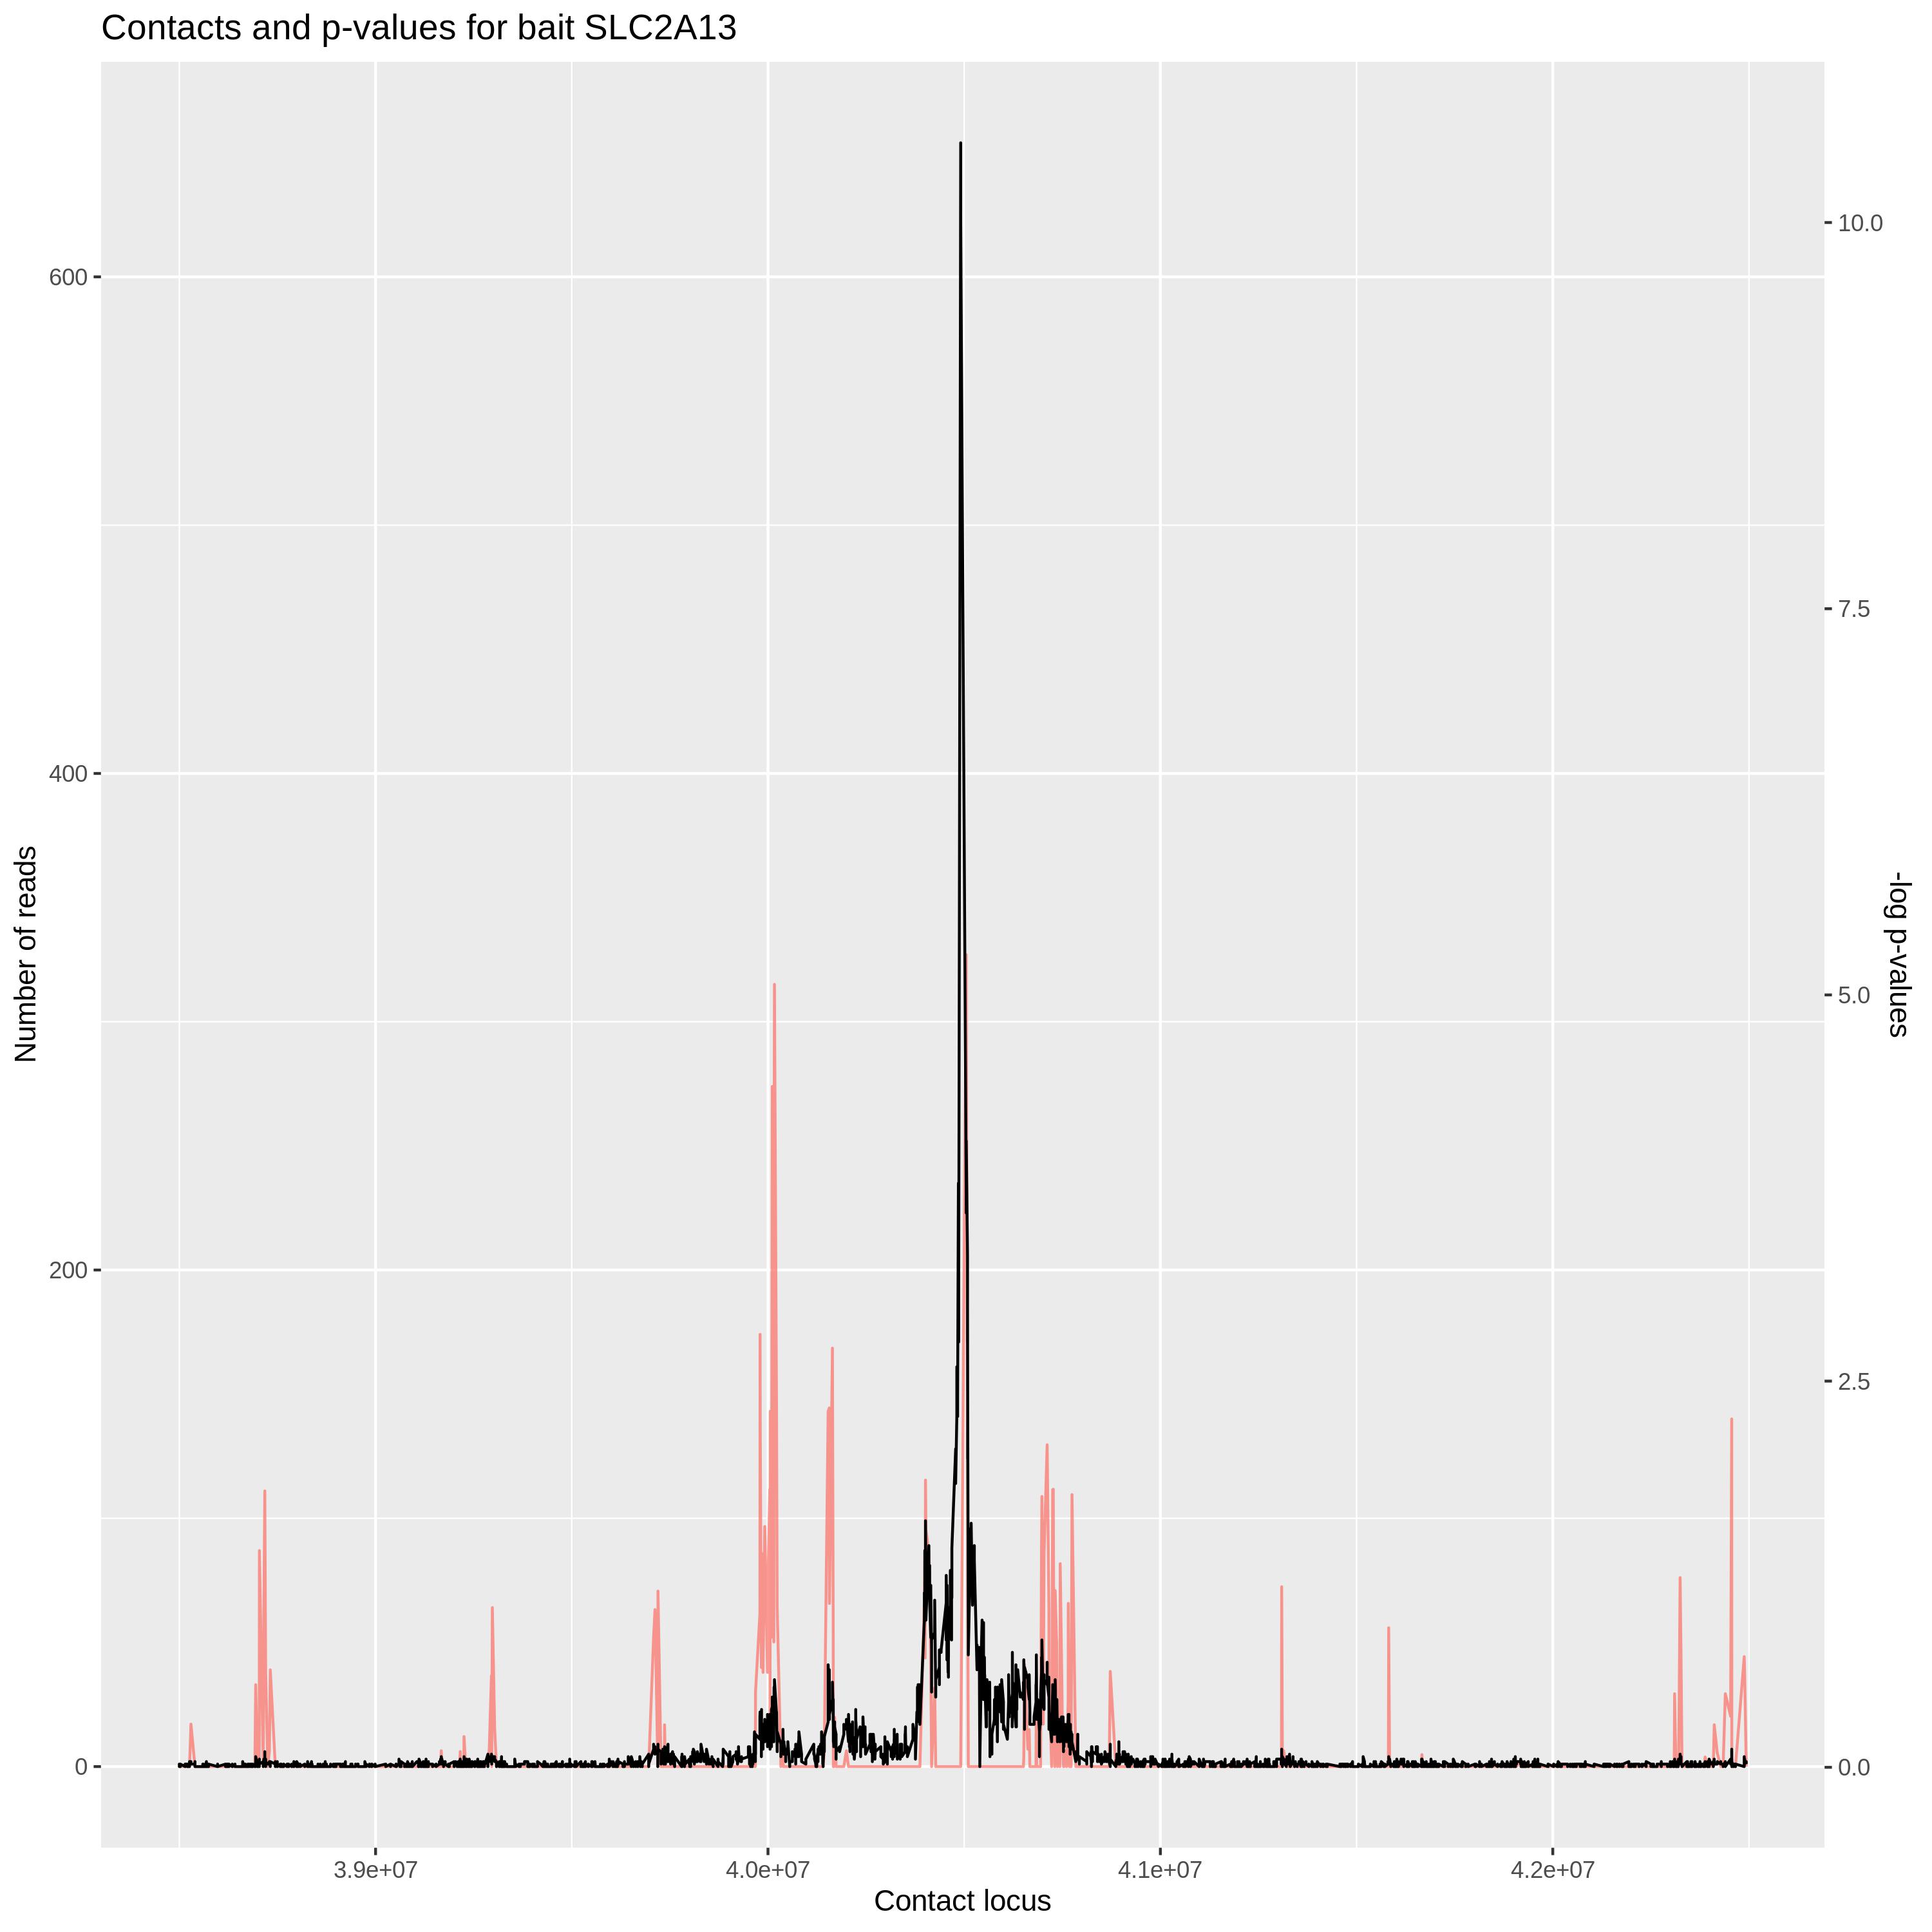 Contacts and p-values for bait SLC2A13
600
400
200
0
Number of reads
10.0
7.5
5.0
2.5
0.0
-log p-values
3.9e+07
4.0e+07
4.1e+07
4.2e+07
Contact locus